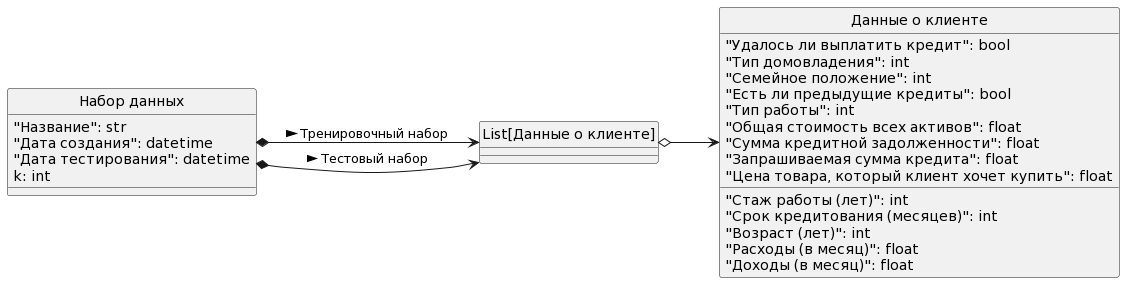 Набор данных
"Название": str
"Дата создания": datetime
"Дата тестирования": datetime
k: int
Тренировочный набор
Тестовый набор
List[Данные о клиенте]
Данные о клиенте
"Удалось ли выплатить кредит": bool
"Тип домовладения": int
"Семейное положение": int
"Есть ли предыдущие кредиты": bool
"Тип работы": int
"Общая стоимость всех активов": float
"Сумма кредитной задолженности": float
"Запрашиваемая сумма кредита": float
"Цена товара, который клиент хочет купить": float
"Стаж работы (лет)": int
"Срок кредитования (месяцев)": int
"Возраст (лет)": int
"Расходы (в месяц)": float
"Доходы (в месяц)": float